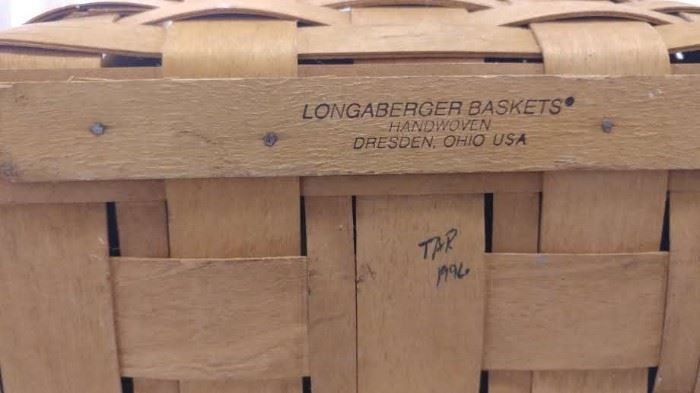 LONGABERGER BASKETS®
HANDWOVEN
DRESDEN, OHIO USA
TAR
1996